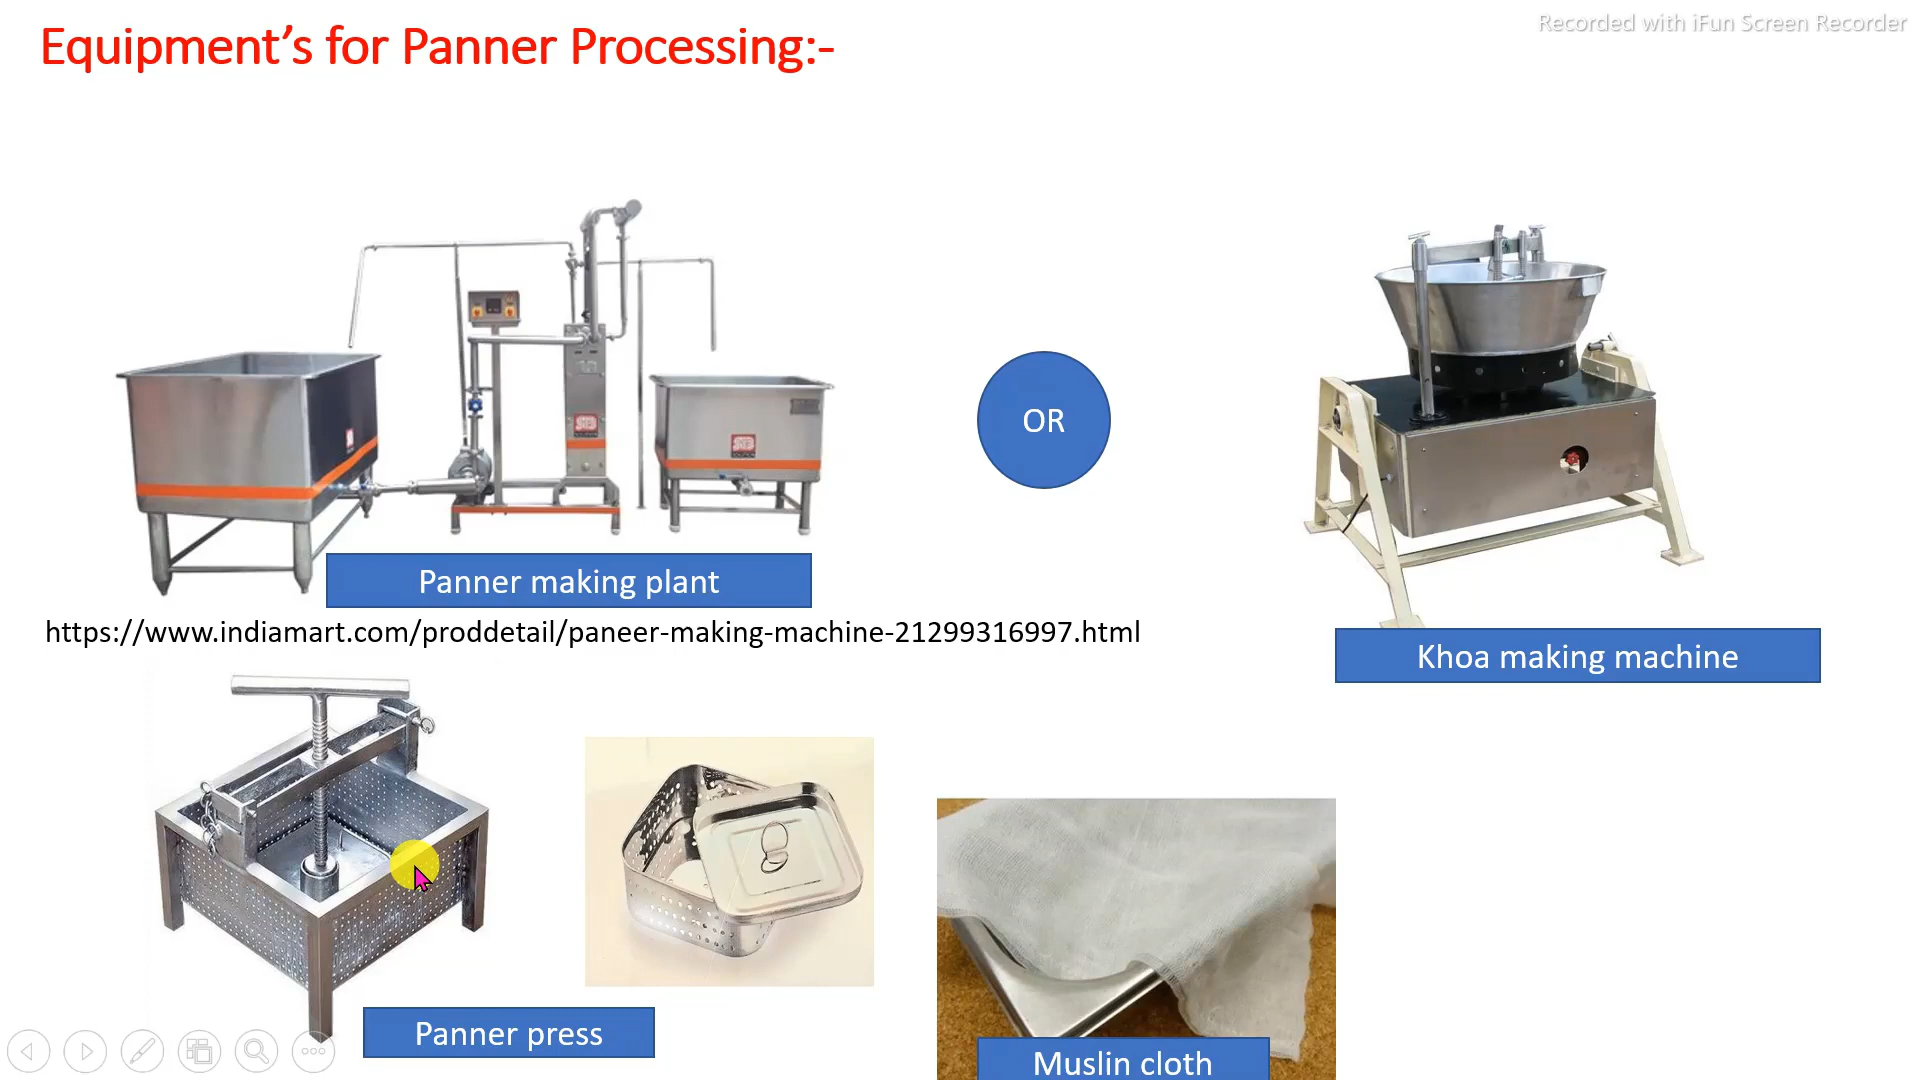 Recorded with iFun Screen Recorder
Equipment’s for Panner Processing:-
OR
Panner making plant
https://www.indiamart.com/proddetail/paneer-making-machine-21299316997.html
Khoa making machine
Panner press
Muslin cloth